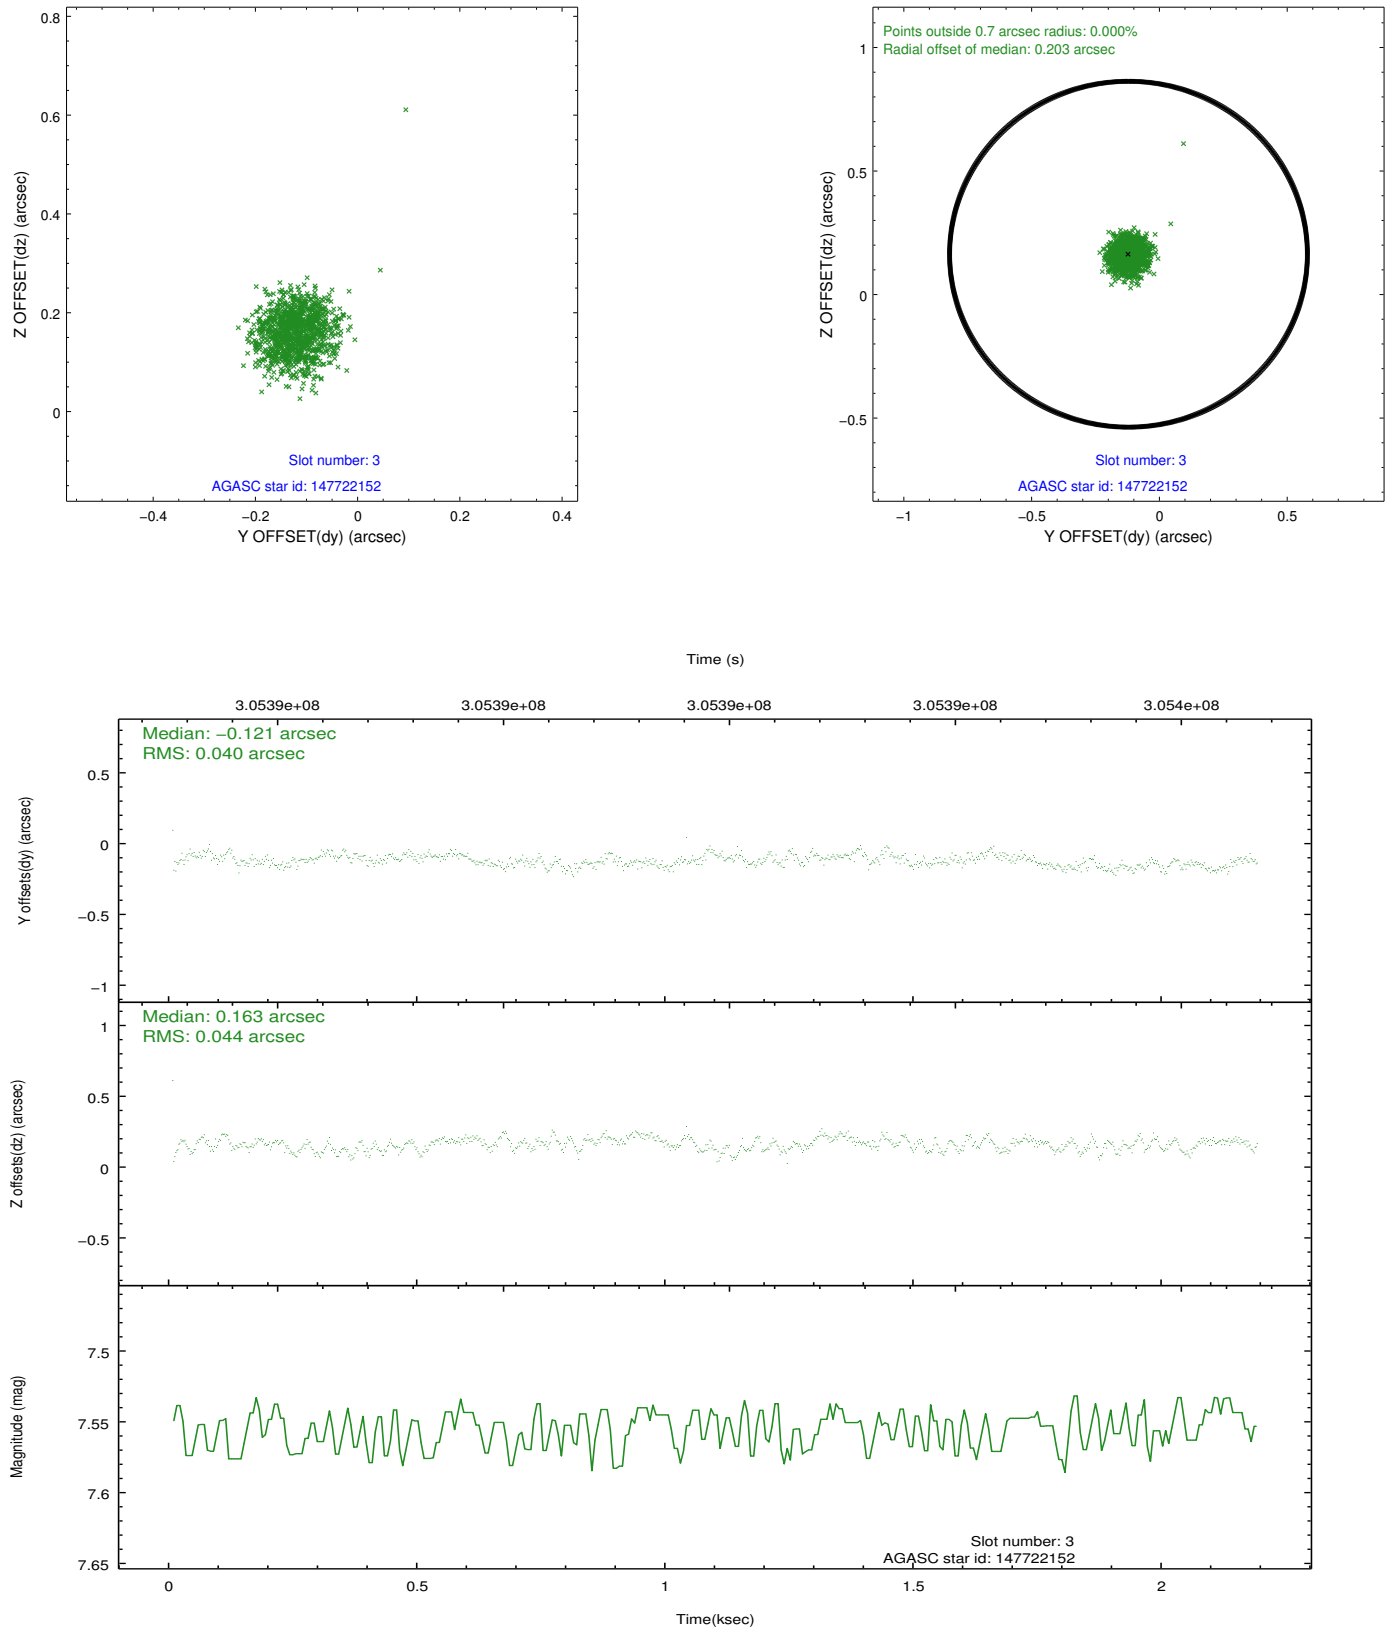 0.8
0.6
0.4
0.2
0
−0.4
−0.2
0
0.2
0.4
Z OFFSET(dz) (arcsec)
Y OFFSET(dy) (arcsec)
Slot number: 3
AGASC star id: 147722152
Points outside 0.7 arcsec radius: 0.000%
Radial offset of median: 0.203 arcsec
1
0.5
0
−0.5
−1
−0.5
0
0.5
Z OFFSET(dz) (arcsec)
Y OFFSET(dy) (arcsec)
Slot number: 3
AGASC star id: 147722152
Time (s)
3.0539e+08
3.0539e+08
3.0539e+08
3.0539e+08
3.054e+08
Median: −0.121 arcsec
RMS: 0.040 arcsec
0.5
0
−0.5
−1
Y offsets(dy) (arcsec)
Median: 0.163 arcsec
RMS: 0.044 arcsec
1
0.5
0
−0.5
Z offsets(dz) (arcsec)
7.5
7.55
7.6
7.65
Magnitude (mag)
Slot number: 3
AGASC star id: 147722152
0
0.5
1
1.5
2
Time(ksec)